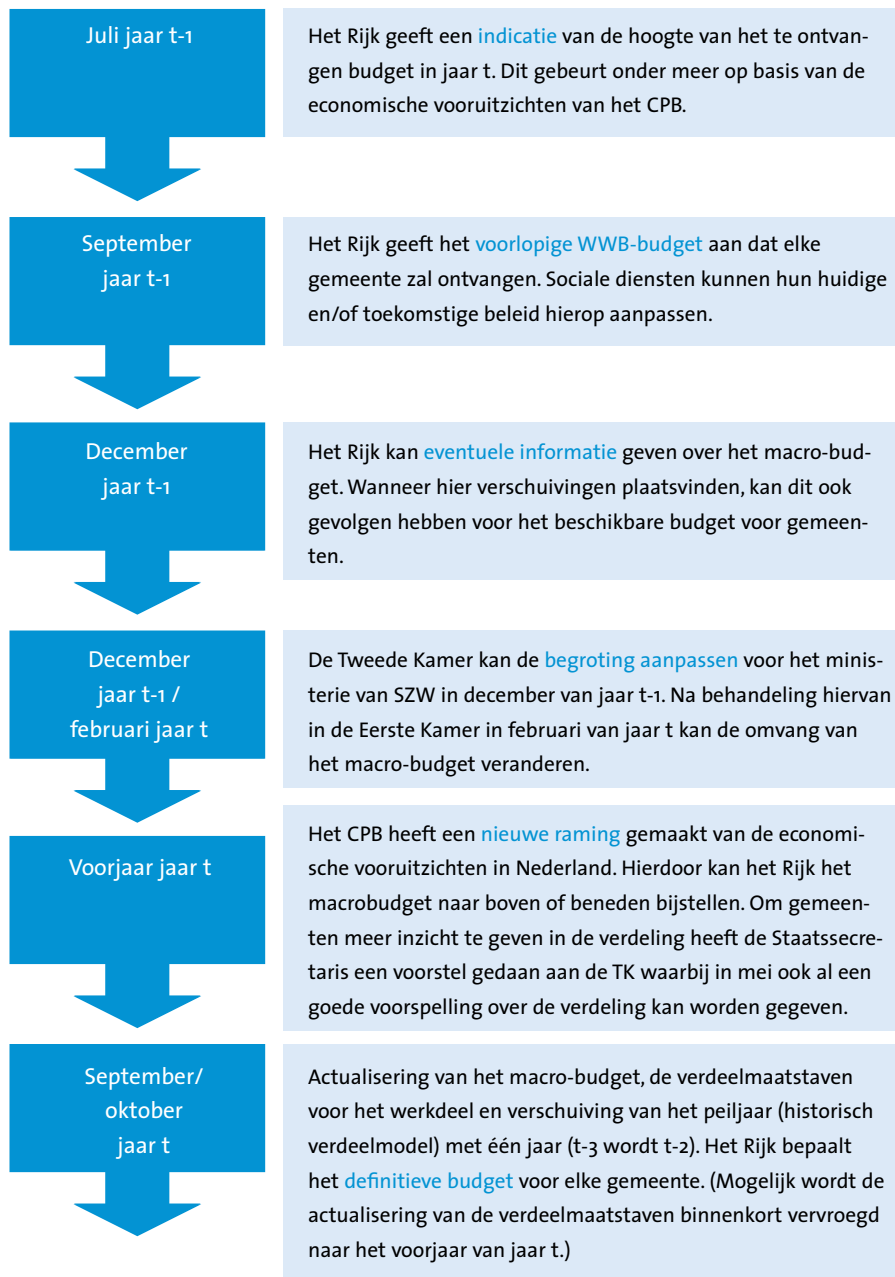 Juli jaar t-1
Het Rijk geeft een indicatie van de hoogte van het te ontvan-
gen budget in jaar t. Dit gebeurt onder meer op basis van de
economische vooruitzichten van het CPB.
September
jaar t-1
Het Rijk geeft het voorlopige WWB-budget aan dat elke
gemeente zal ontvangen. Sociale diensten kunnen hun huidige
en/of toekomstige beleid hierop aanpassen.
December
jaar t-1
Het Rijk kan eventuele informatie geven over het macro-bud-
get. Wanneer hier verschuivingen plaatsvinden, kan dit ook
gevolgen hebben voor het beschikbare budget voor gemeen-
ten.
December
jaar t-1 /
februari jaar t
De Tweede Kamer kan de begroting aanpassen voor het minis-
terie van SZW in december van jaar t-1. Na behandeling hiervan
in de Eerste Kamer in februari van jaar t kan de omvang van
het macro-budget veranderen.
Voorjaar jaar t
Het CPB heeft een nieuwe raming gemaakt van de economi-
sche vooruitzichten in Nederland. Hierdoor kan het Rijk het
macrobudget naar boven of beneden bijstellen. Om gemeen-
ten meer inzicht te geven in de verdeling heeft de Staatssecre-
taris een voorstel gedaan aan de TK waarbij in mei ook al een
goede voorspelling over de verdeling kan worden gegeven.
September/
oktober
jaar t
Actualisering van het macro-budget, de verdeelmaatstaven
voor het werkdeel en verschuiving van het peiljaar (historisch
verdeelmodel) met één jaar (t-3 wordt t-2). Het Rijk bepaalt
het definitieve budget voor elke gemeente. (Mogelijk wordt de
actualisering van de verdeelmaatstaven binnenkort vervroegd
naar het voorjaar van jaar t.)